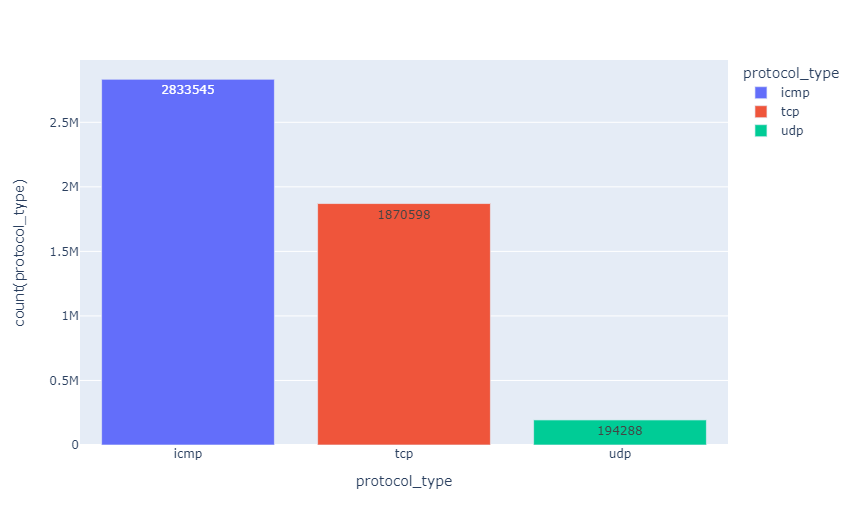 protocol_type
icmp
tcp
udp
count(protocol_type)
2.5M
2M
1.5M
1M
0.5M
0
2833545
1870598
194288
icmp
tcp
udp
protocol_type